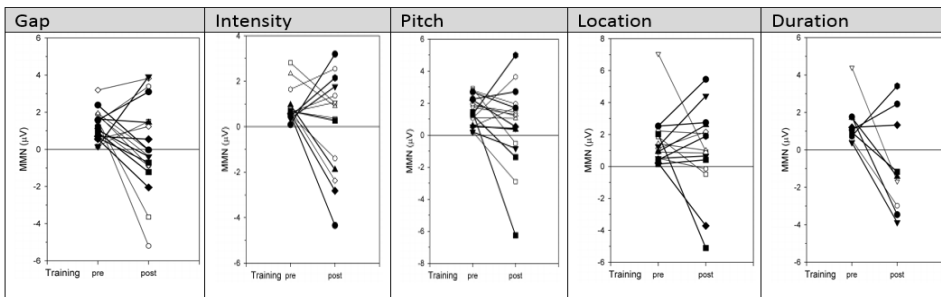 Gap
Intensity
Pitch
Location
Duration
6
4
2
0
-2
-4
-6
MMN (μV)
Training pre post
4
2
0
-2
-4
-6
MMN (μV)
Training pre post
6
4
2
0
-2
-4
-6
-8
MMN (μV)
Training pre post
8
6
4
2
0
-2
-4
-6
MMN (μV)
Training pre post
6
4
2
0
-2
-4
-6
MMN (μV)
Training pre post